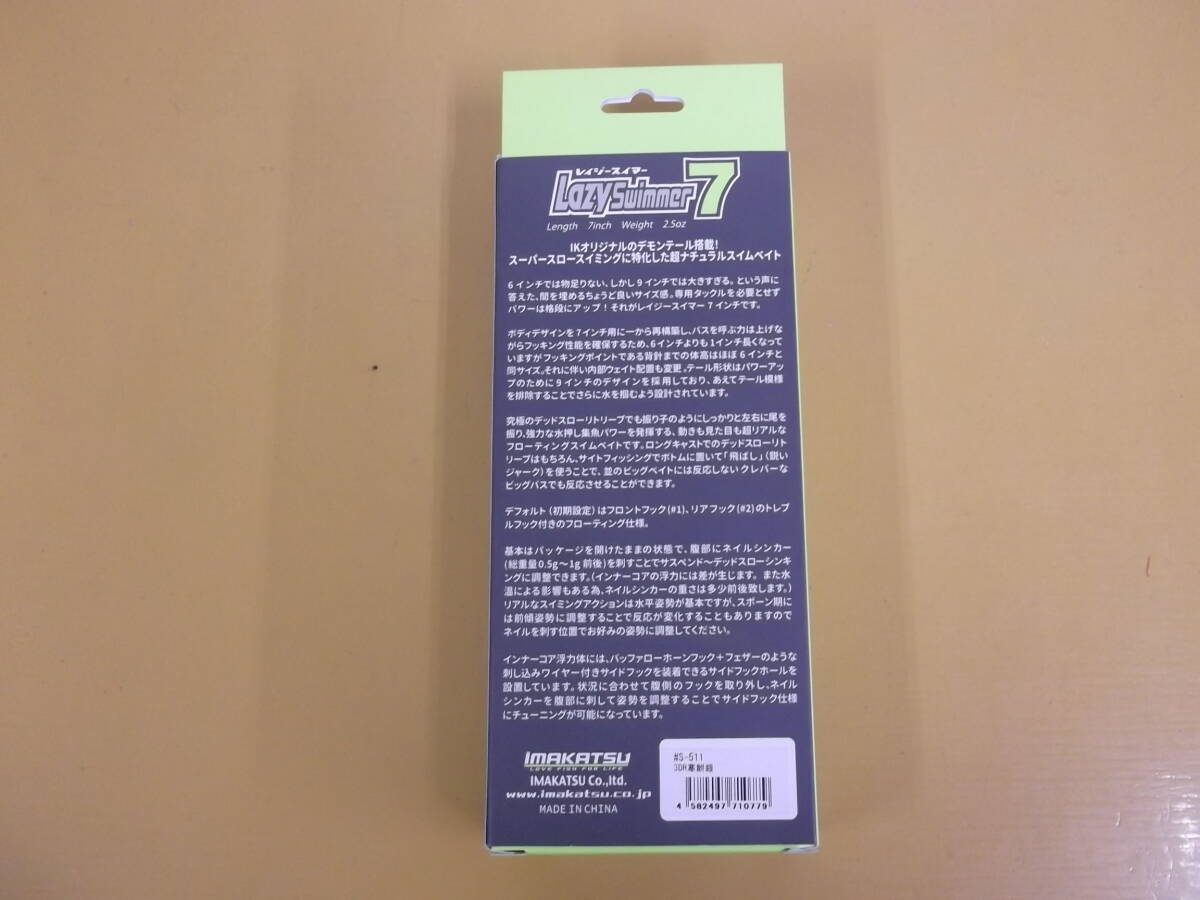 レイジースイマー
Lazy Swimmer 7
Length 7inch Weight 2.5oz
IKオリジナルのデモンテール搭載!
スーパースロースイミングに特化した超ナチュラルスイムベイト
6インチでは物足りない、しかし9インチでは大きすぎる。という声に
答えた、間を埋めるちょうど良いサイズ感。専用タックルを必要とせず
パワーは格段にアップ！それがレイジースイマー7インチです。
ボディデザインを7インチ用に一から再構築し、バスを呼ぶ力は上げな
がらフッキング性能を確保するため、6インチよりも1インチ長くなって
いますがフッキングポイントである背針までの体高はほぼ6インチと
同サイズ。それに伴い内部ウェイト配置も変更。テール形状はパワーアッ
プのために9インチのデザインを採用しており、あえてテール模様
を排除することでさらに水を掴むよう設計されています。
究極のデッドスローリトリーブでも振り子のようにしっかりと左右に尾を
振り、強力な水押し集魚パワーを発揮する、動きも見た目も超リアルな
フローティングスイムベイトです。ロングキャストでのデッドスローリト
リーブはもちろん、サイトフィッシングでボトムに置いて「飛ばし」（鋭い
ジャーク）を使うことで、並のビッグベイトには反応しないクレバーな
ビッグバスでも反応させることができます。
デフォルト（初期設定）はフロントフック(#1)、リアフック(#2)のトレブ
ルフック付きのフローティング仕様。
基本はパッケージを開けたままの状態で、腹部にネイルシンカー
(総重量0.5g～1g前後)を刺すことでサスペンド～デッドスローシンキ
ングに調整できます。（インナーコアの浮力には差が生じます。また水
温による影響もある為、ネイルシンカーの重さは多少前後致します。）
リアルなスイミングアクションは水平姿勢が基本ですが、スポーン期に
は前傾姿勢に調整することで反応が変化することもありますので
ネイルを刺す位置でお好みの姿勢に調整してください。
インナーコア浮力体には、バッファローホーンフック＋フェザーのような
刺し込みワイヤー付きサイドフックを装着できるサイドフックホールを
設置しています。状況に合わせて腹側のフックを取り外し、ネイル
シンカーを腹部に刺して姿勢を調整することでサイドフック仕様
にチューニングが可能になっています。
IMAKATSU
LOVE FISH FOR LIFE
IMAKATSU Co.,ltd.
www.imakatsu.co.jp
MADE IN CHINA
#S-511
3DR寒鮒銀
4 582497 710779